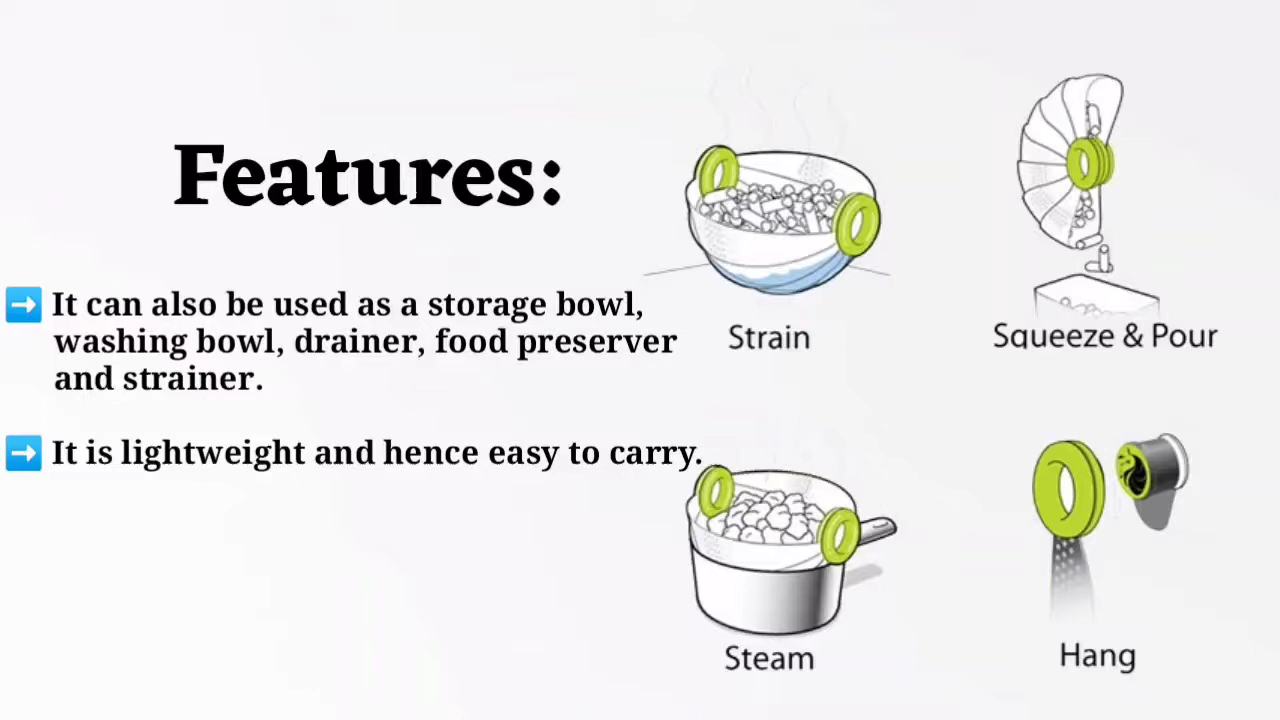 Features:
➡️ It can also be used as a storage bowl,
washing bowl, drainer, food preserver
and strainer.
➡️ It is lightweight and hence easy to carry.
Strain
Squeeze & Pour
Steam
Hang